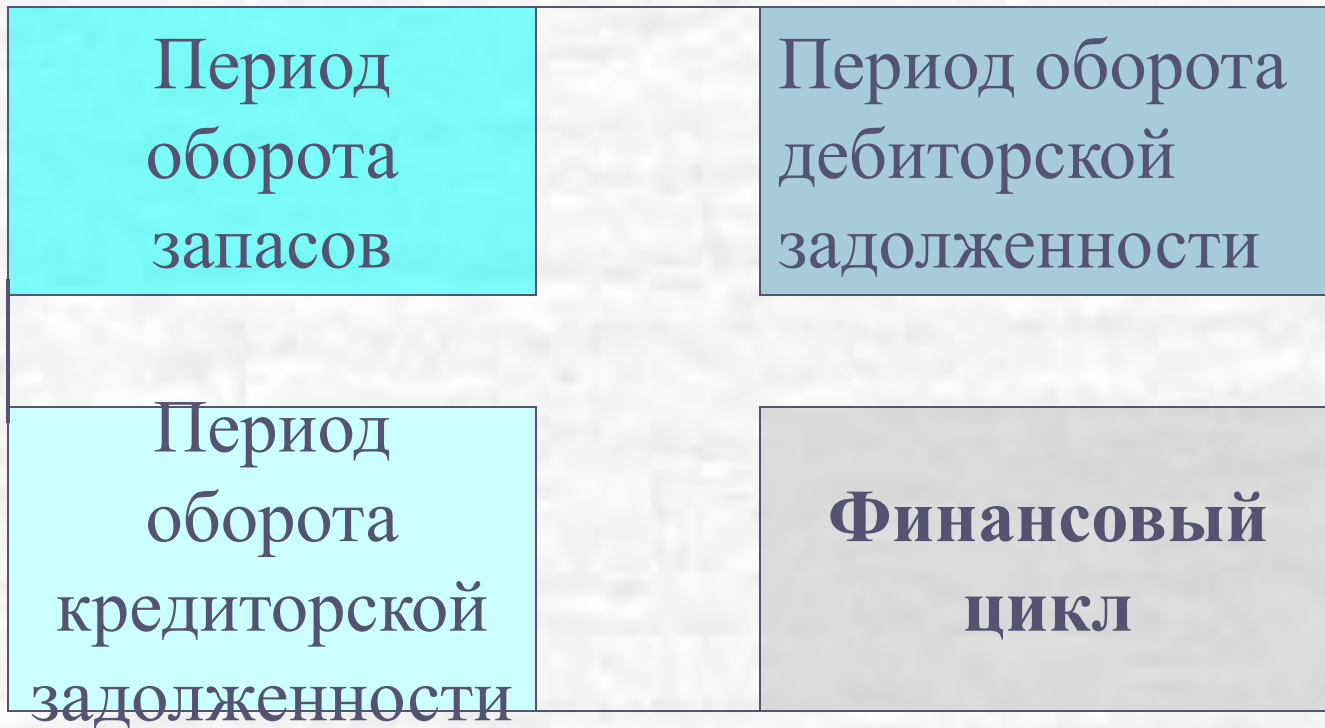 Период
оборота
запасов
Период оборота
дебиторской
задолженности
Период
оборота
кредиторской
задолженности
Финансовый
цикл